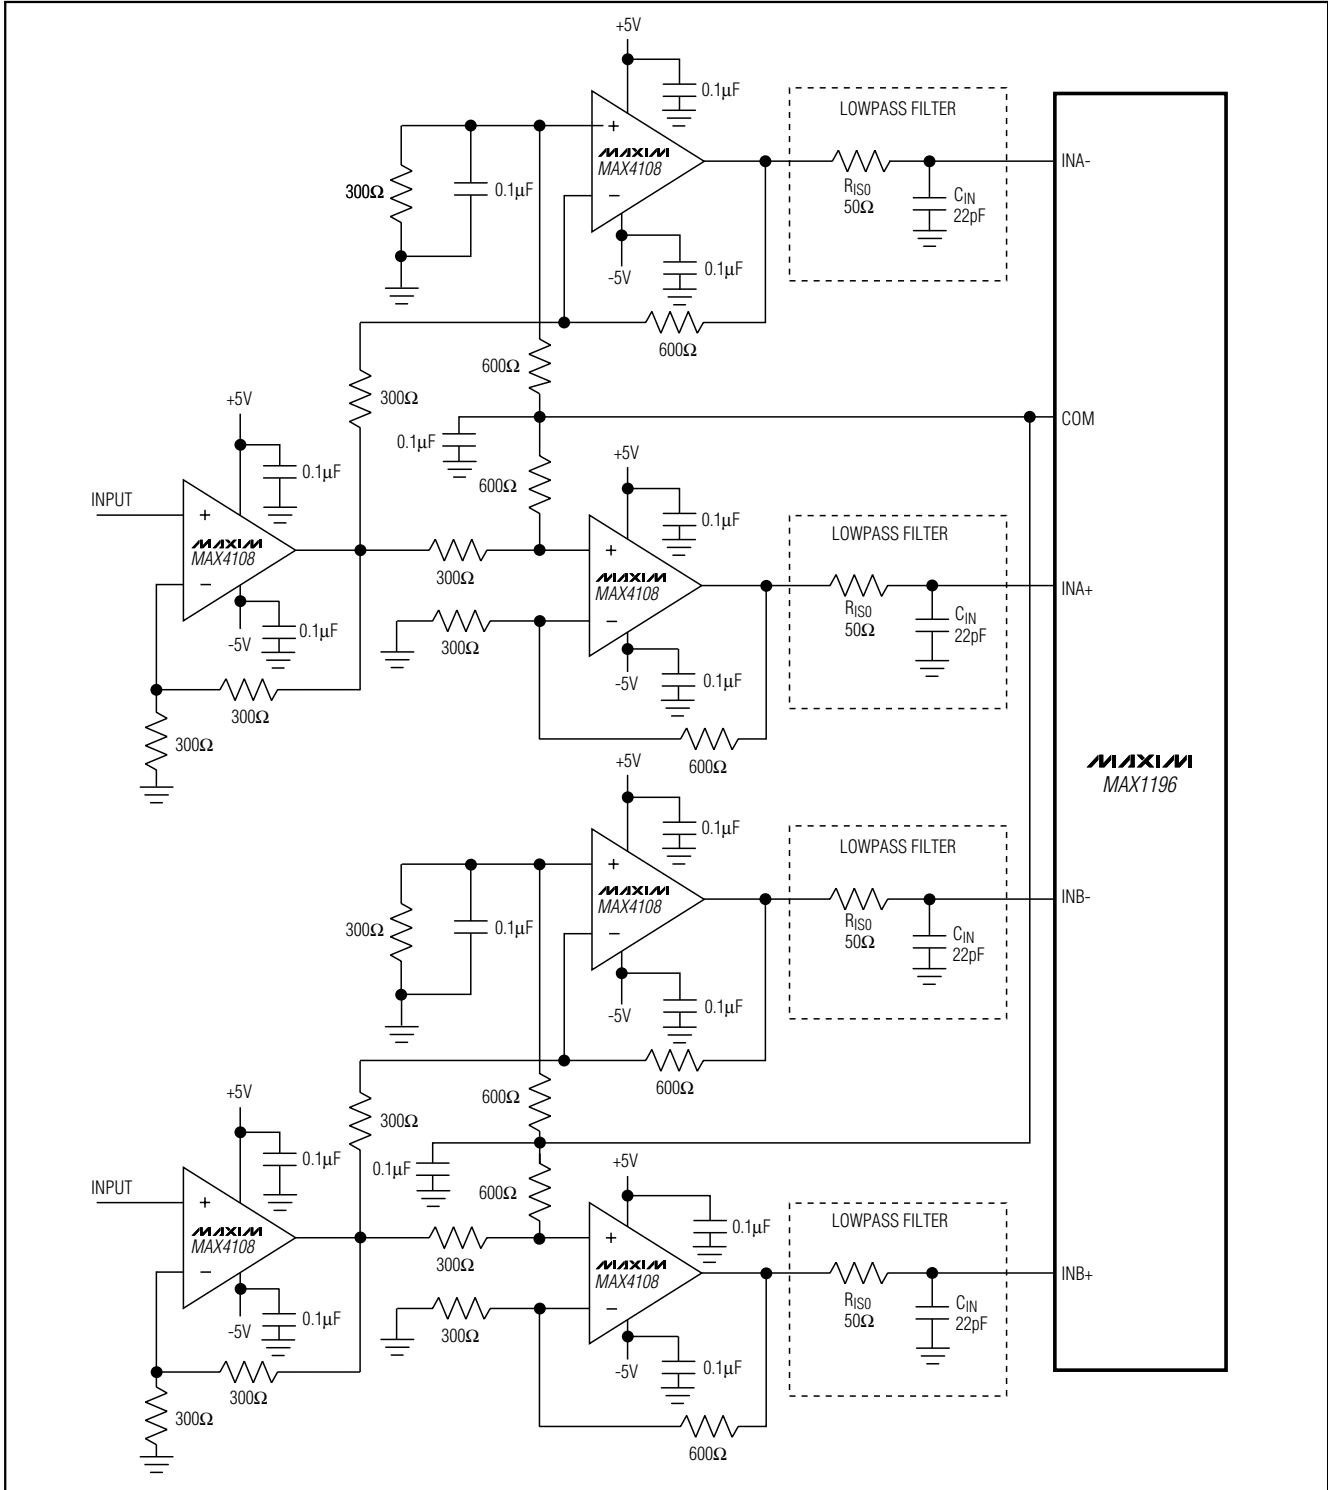 +5V
0.1µF
LOWPASS FILTER
+
MAXIM
MAX4108
INA-
300Ω
0.1µF
−
RISO
50Ω
CIN
22pF
-5V
0.1µF
600Ω
600Ω
300Ω
+5V
COM
0.1µF
0.1µF
+5V
600Ω
INPUT
+
0.1µF
LOWPASS FILTER
MAXIM
MAX4108
+
300Ω
MAXIM
MAX4108
INA+
−
RISO
50Ω
CIN
22pF
0.1µF
-5V
−
300Ω
-5V
0.1µF
300Ω
300Ω
600Ω
+5V
MAXIM
MAX1196
0.1µF
LOWPASS FILTER
+
MAXIM
MAX4108
INB-
300Ω
0.1µF
−
RISO
50Ω
CIN
22pF
-5V
0.1µF
600Ω
600Ω
+5V
300Ω
0.1µF
0.1µF
+5V
INPUT
600Ω
+
MAXIM
MAX4108
0.1µF
LOWPASS FILTER
+
300Ω
MAXIM
MAX4108
INB+
−
RISO
50Ω
CIN
22pF
0.1µF
-5V
−
300Ω
-5V
0.1µF
300Ω
300Ω
600Ω